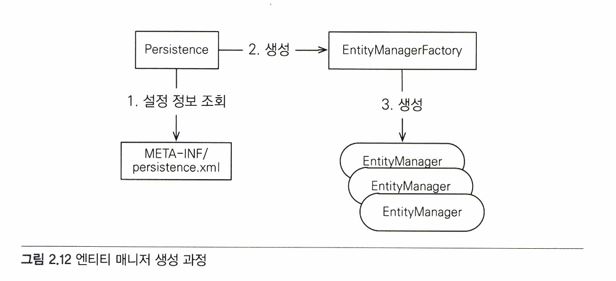 Persistence
2. 생성
EntityManagerFactory
1. 설정 정보 조회
3. 생성
META-INF/
persistence.xml
EntityManager
EntityManager
EntityManager
그림 2.12 엔티티 매니저 생성 과정